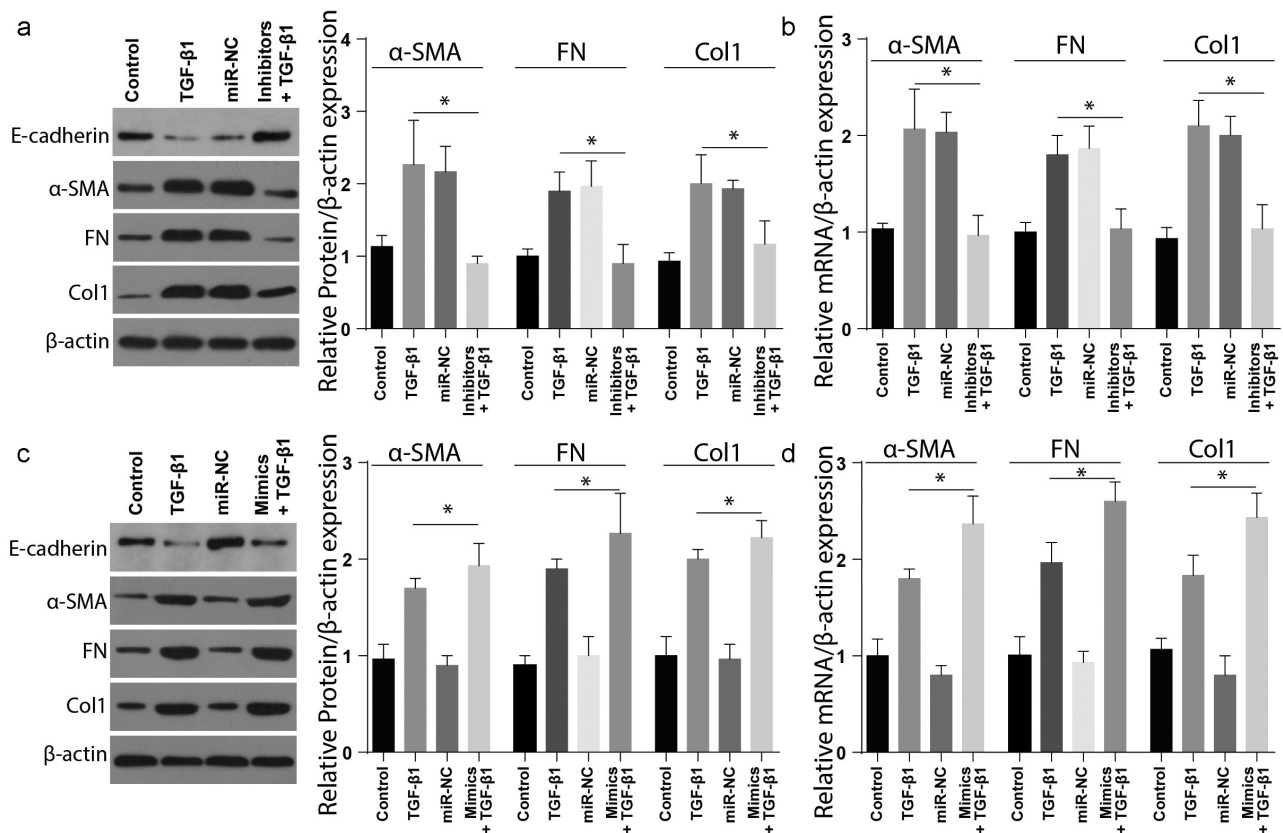 a
Control
TGF-β1
miR-NC
Inhibitors
+ TGF-β1
E-cadherin
α-SMA
FN
Col1
β-actin
Relative Protein/β-actin expression
4
3
2
1
0
α-SMA
FN
Col1
*
*
*
Control
TGF-β1
miR-NC
Inhibitors
+ TGF-β1
Control
TGF-β1
miR-NC
Inhibitors
+ TGF-β1
Control
TGF-β1
miR-NC
Inhibitors
+ TGF-β1
b
Relative mRNA/β-actin expression
3
2
1
0
α-SMA
FN
Col1
*
*
*
Control
TGF-β1
miR-NC
Inhibitors
+ TGF-β1
Control
TGF-β1
miR-NC
Inhibitors
+ TGF-β1
Control
TGF-β1
miR-NC
Inhibitors
+ TGF-β1
c
Control
TGF-β1
miR-NC
Mimics
+ TGF-β1
E-cadherin
α-SMA
FN
Col1
β-actin
Relative Protein/β-actin expression
3
2
1
0
α-SMA
FN
Col1
*
*
*
Control
TGF-β1
miR-NC
Mimics
+ TGF-β1
Control
TGF-β1
miR-NC
Mimics
+ TGF-β1
Control
TGF-β1
miR-NC
Mimics
+ TGF-β1
d
Relative mRNA/β-actin expression
3
2
1
0
α-SMA
FN
Col1
*
*
*
Control
TGF-β1
miR-NC
Mimics
+ TGF-β1
Control
TGF-β1
miR-NC
Mimics
+ TGF-β1
Control
TGF-β1
miR-NC
Mimics
+ TGF-β1